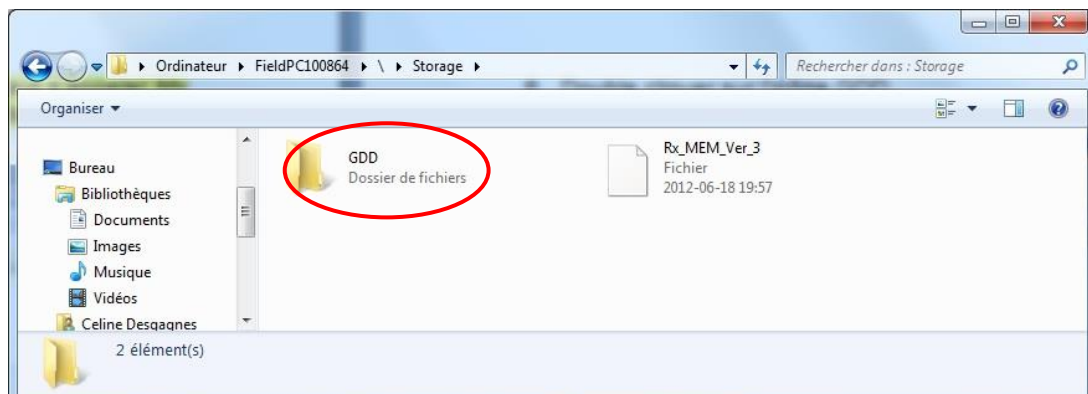 Ordinateur ▸ FieldPC100864 ▸ \ ▸ Storage ▸
Rechercher dans : Storage
Organiser
GDD
Dossier de fichiers
Rx_MEM_Ver_3
Fichier
2012-06-18 19:57
Bureau
Bibliothèques
Documents
Images
Musique
Vidéos
Celine Desgagnes
2 élément(s)